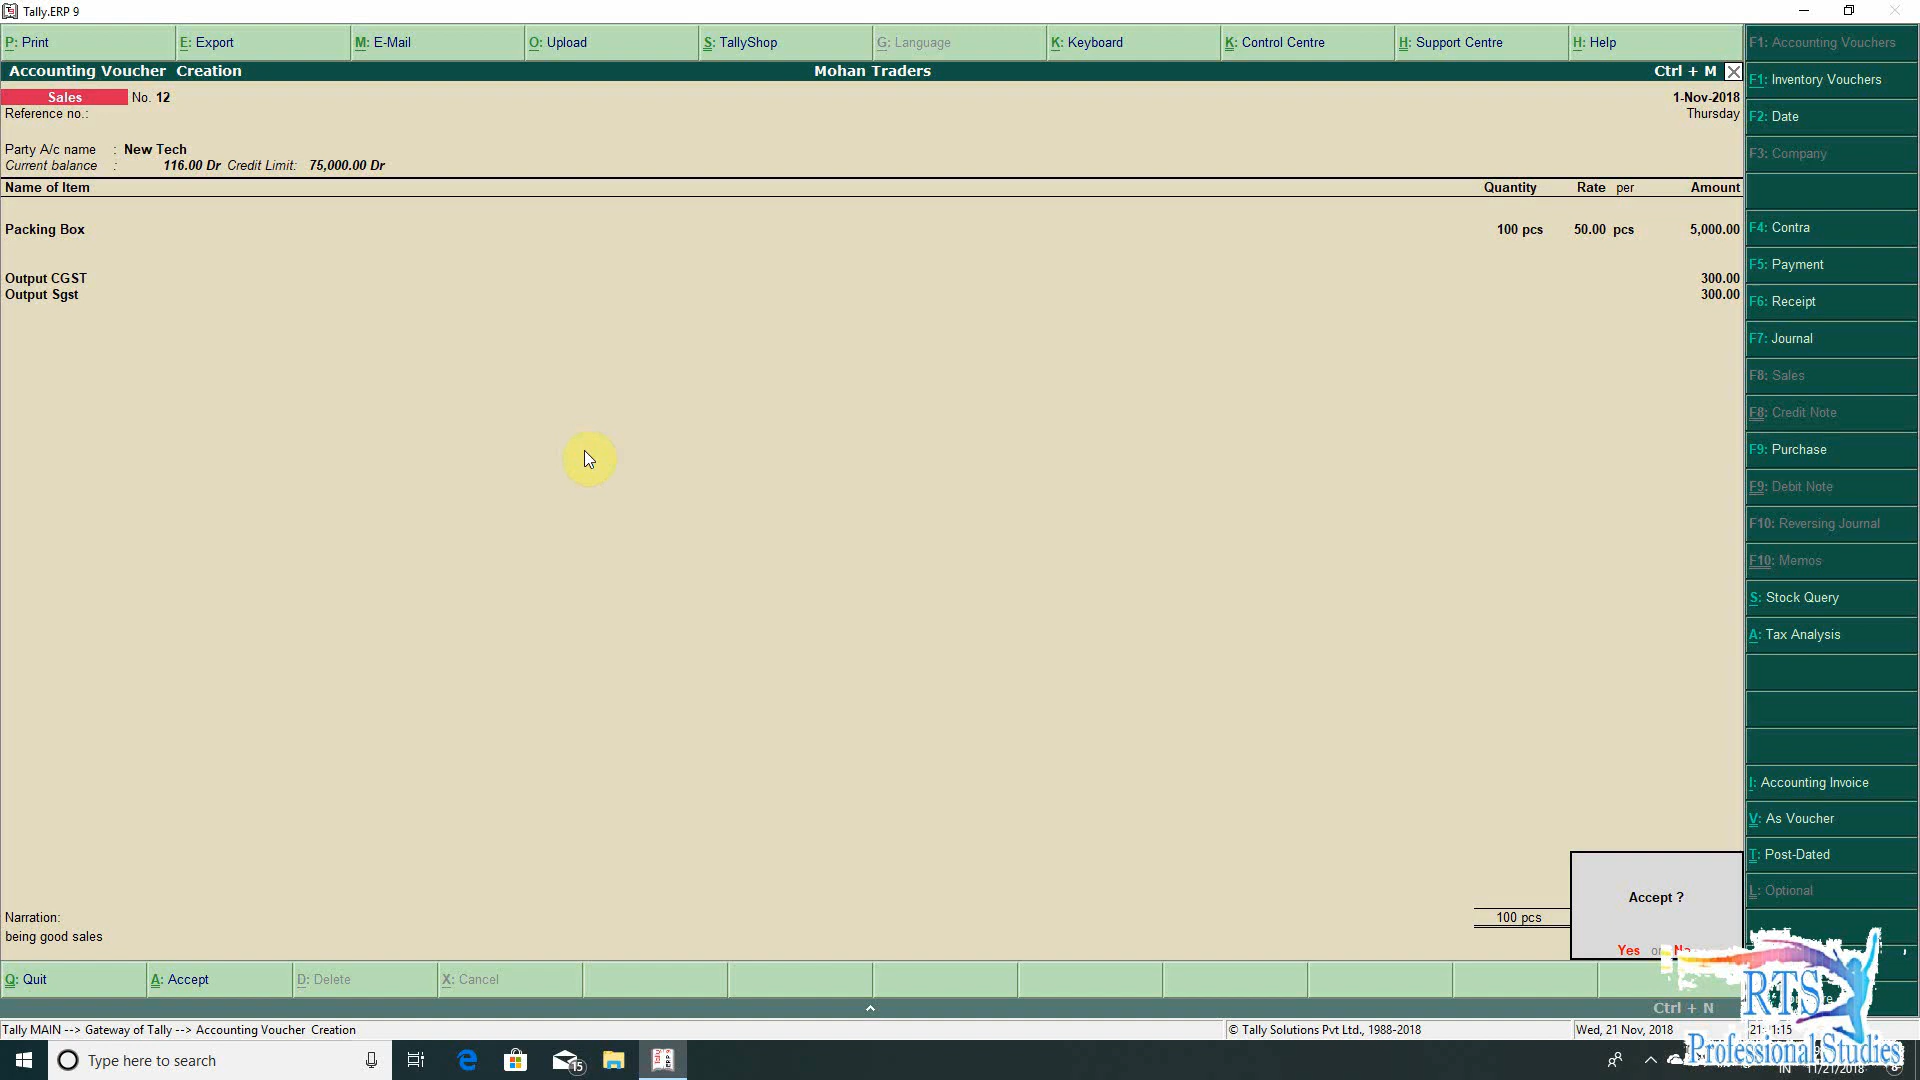 Tally.ERP 9
P: Print
E: Export
M: E-Mail
O: Upload
S: TallyShop
G: Language
K: Keyboard
K: Control Centre
H: Support Centre
H: Help
Accounting Voucher Creation
Mohan Traders
Ctrl + M
Sales No. 12
1-Nov-2018
Reference no.:
Thursday
Party A/c name : New Tech
Current balance : 116.00 Dr Credit Limit: 75,000.00 Dr
Name of Item Quantity Rate per Amount
Packing Box 100 pcs 50.00 pcs 5,000.00
Output CGST 300.00
Output Sgst 300.00
Narration:
being good sales
100 pcs
Accept ?
Yes or No
F1: Accounting Vouchers
F1: Inventory Vouchers
F2: Date
F3: Company
F4: Contra
F5: Payment
F6: Receipt
F7: Journal
F8: Sales
F8: Credit Note
F9: Purchase
F9: Debit Note
F10: Reversing Journal
F10: Memos
S: Stock Query
A: Tax Analysis
I: Accounting Invoice
V: As Voucher
T: Post-Dated
L: Optional
Q: Quit
A: Accept
D: Delete
X: Cancel
Ctrl + N
Tally MAIN --> Gateway of Tally --> Accounting Voucher Creation
© Tally Solutions Pvt Ltd., 1988-2018
Wed, 21 Nov, 2018
RTS
Professional Studies
Type here to search
15
IN 11/21/2018